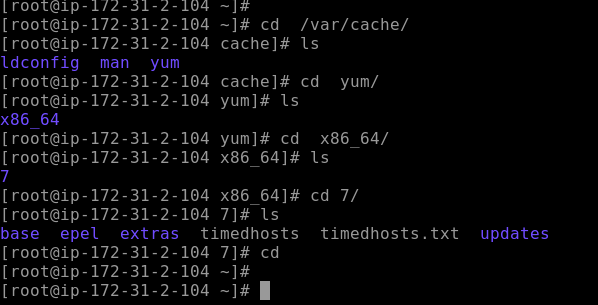 [root@ip-172-31-2-104 ~]#
[root@ip-172-31-2-104 ~]# cd  /var/cache/
[root@ip-172-31-2-104 cache]# ls
ldconfig  man  yum
[root@ip-172-31-2-104 cache]# cd  yum/
[root@ip-172-31-2-104 yum]# ls
x86_64
[root@ip-172-31-2-104 yum]# cd  x86_64/
[root@ip-172-31-2-104 x86_64]# ls
7
[root@ip-172-31-2-104 x86_64]# cd 7/
[root@ip-172-31-2-104 7]# ls
base  epel  extras  timedhosts  timedhosts.txt  updates
[root@ip-172-31-2-104 7]# cd
[root@ip-172-31-2-104 ~]#
[root@ip-172-31-2-104 ~]#